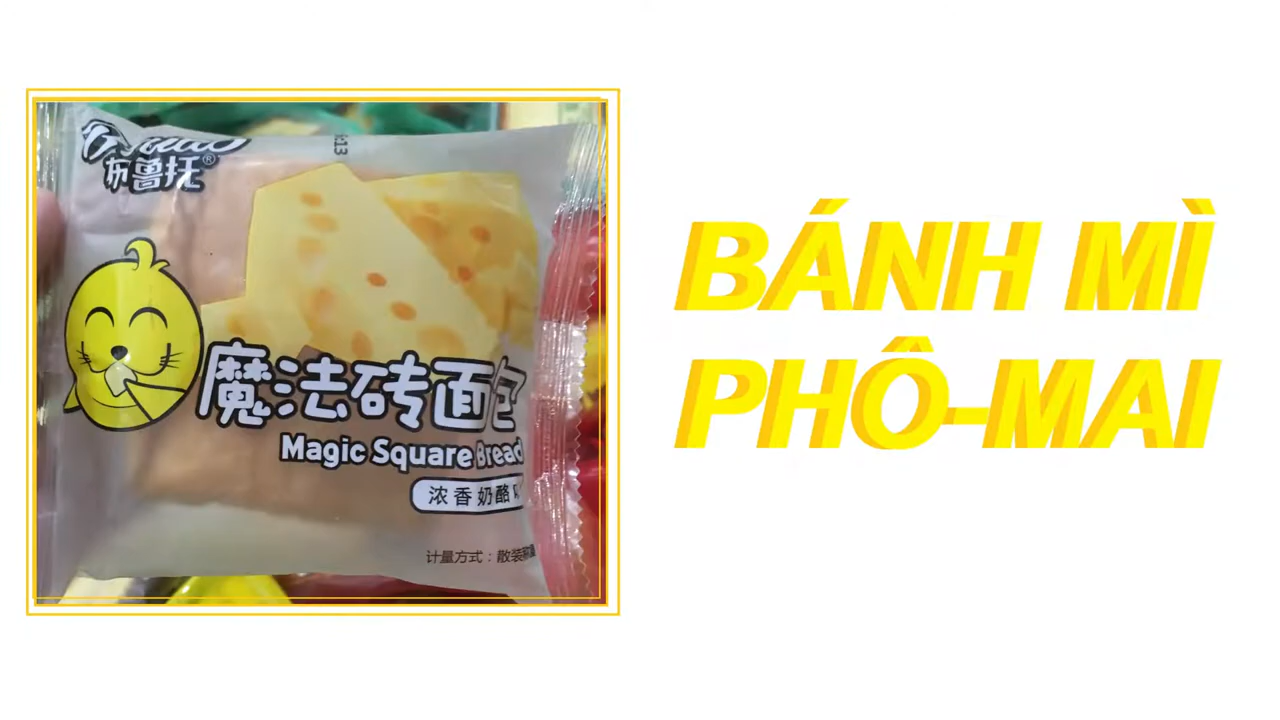 布鲁托®
魔法砖面包
Magic Square Bread
浓香奶酪
计量方式：散装称重
BÁNH MÌ
PHÔ-MAI